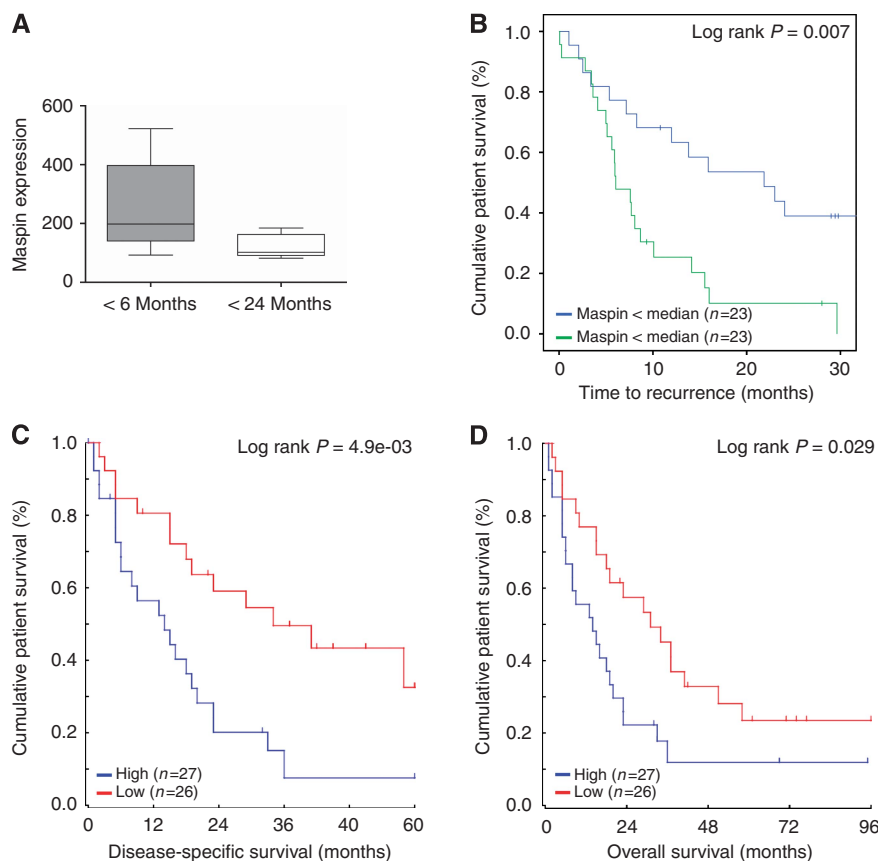 A
Maspin expression
600
400
200
0
< 6 Months
< 24 Months
B
Log rank P = 0.007
Cumulative patient survival (%)
1.0
0.8
0.6
0.4
0.2
0.0
Maspin < median (n=23)
Maspin < median (n=23)
0 10 20 30
Time to recurrence (months)
C
Log rank P = 4.9e-03
Cumulative patient survival (%)
1.0
0.8
0.6
0.4
0.2
0.0
High (n=27)
Low (n=26)
0 12 24 36 40 60
Disease-specific survival (months)
D
Log rank P = 0.029
Cumulative patient survival (%)
1.0
0.8
0.6
0.4
0.2
0.0
High (n=27)
Low (n=26)
0 24 48 72 96
Overall survival (months)